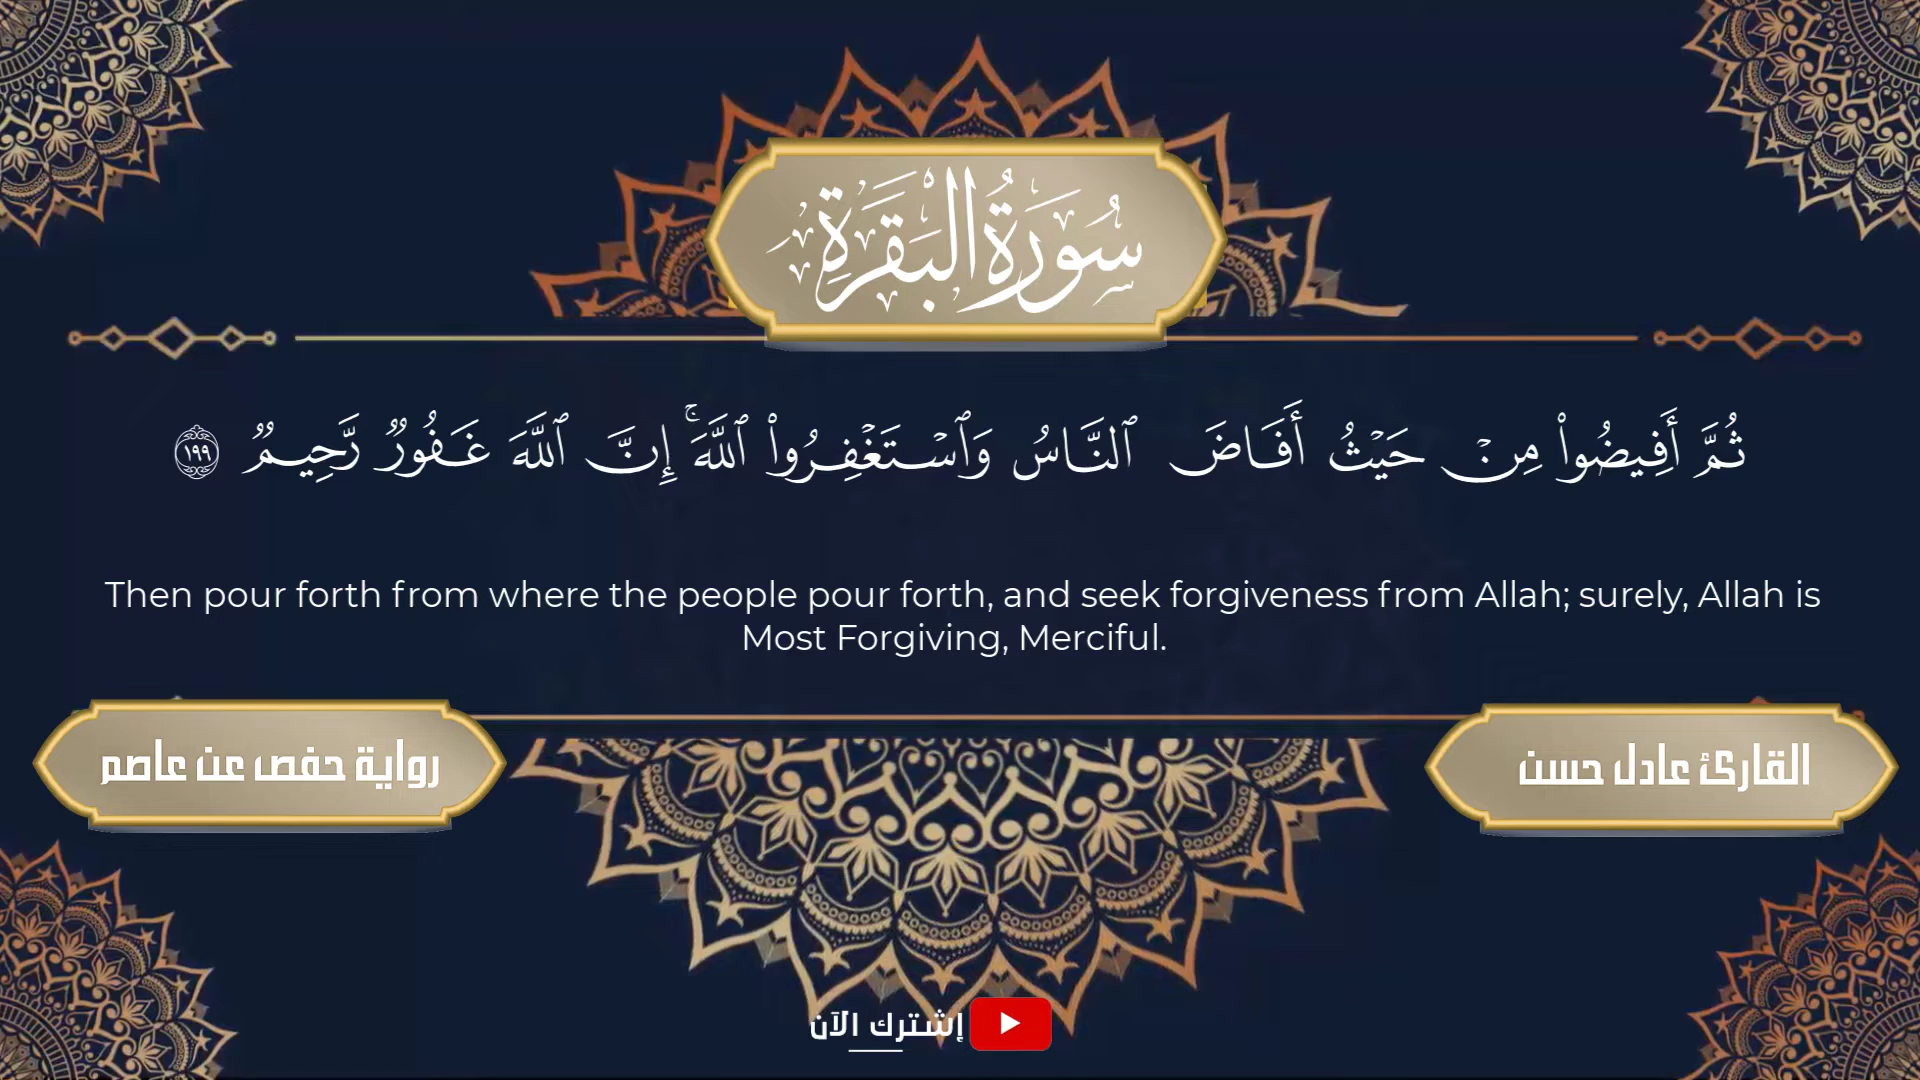 سُورَةُ البَقَرَةِ
ثُمَّ أَفِيضُوا۟ مِنْ حَيْثُ أَفَاضَ ٱلنَّاسُ وَٱسْتَغْفِرُوا۟ ٱللَّهَ ۚ إِنَّ ٱللَّهَ غَفُورٌ رَّحِيمٌ ١٩٩
Then pour forth from where the people pour forth, and seek forgiveness from Allah; surely, Allah is
Most Forgiving, Merciful.
القارئ عادل حسن
رواية حفص عن عاصم
إشترك الآن